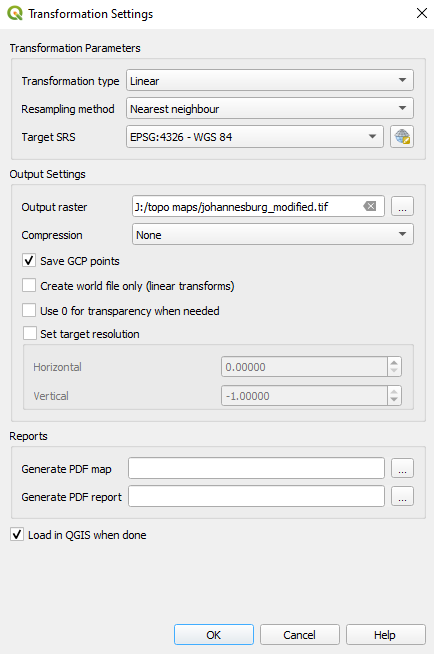 Transformation Settings
Transformation Parameters
Transformation type Linear
Resampling method Nearest neighbour
Target SRS EPSG:4326 - WGS 84
Output Settings
Output raster J:/topo maps/johannesburg_modified.tif ...
Compression None
Save GCP points
Create world file only (linear transforms)
Use 0 for transparency when needed
Set target resolution
Horizontal 0.00000
Vertical -1.00000
Reports
Generate PDF map ...
Generate PDF report ...
Load in QGIS when done
OK Cancel Help